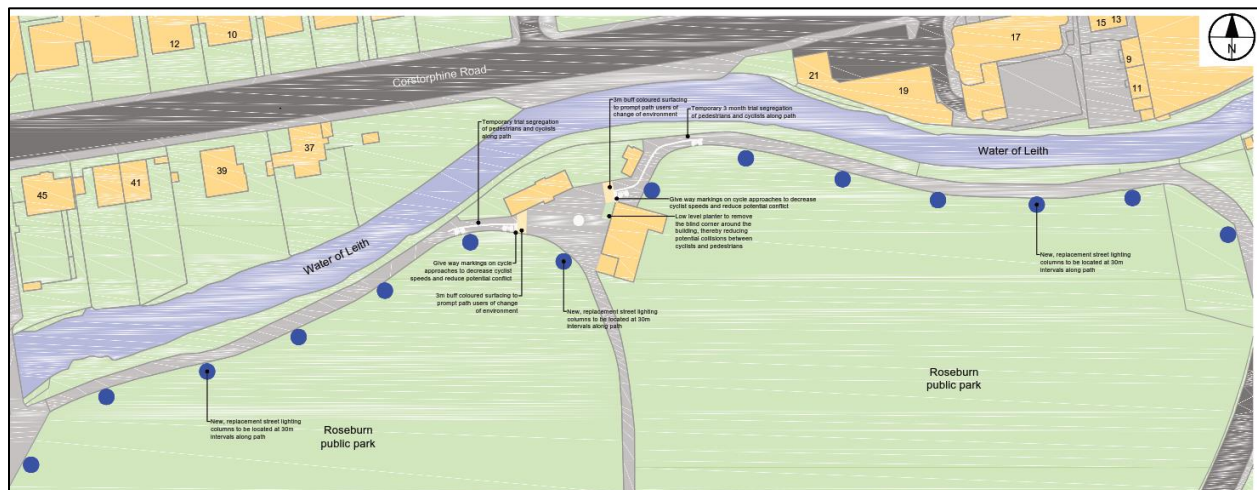 12
10
Corstorphine Road
21
19
17
15
13
9
11
N
3m buff coloured surfacing
to prompt path users of
change of environment
Temporary 3 month trial segregation
of pedestrians and cyclists
along path
Temporary trial segregation
of pedestrians and cyclists
along path
Water of Leith
37
39
41
45
Give way markings on cycle
approaches to decrease
cyclist speeds and reduce potential conflict
Low level planter to remove
the blind corner around the
building, thereby reducing
potential collisions between
cyclists and pedestrians
New, replacement street lighting
columns to be located at 30m
intervals along path
Water of Leith
Give way markings on cycle
approaches to decrease cyclist
speeds and reduce potential conflict
3m buff coloured surfacing to
prompt path users of change
of environment
New, replacement street lighting
columns to be located at 30m
intervals along path
Roseburn
public park
New, replacement street lighting
columns to be located at 30m
intervals along path
Roseburn
public park